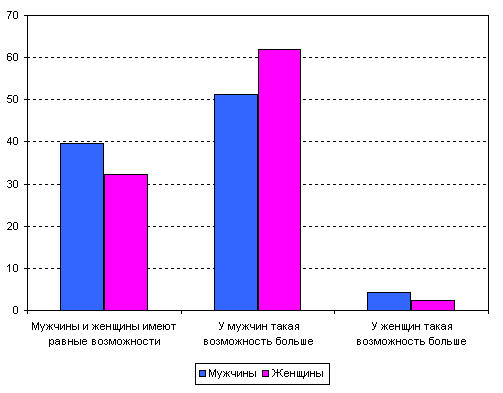 70
60
50
40
30
20
10
0
Мужчины и женщины имеют
равные возможности
У мужчин такая
возможность больше
У женщин такая
возможность больше
Мужчины Женщины